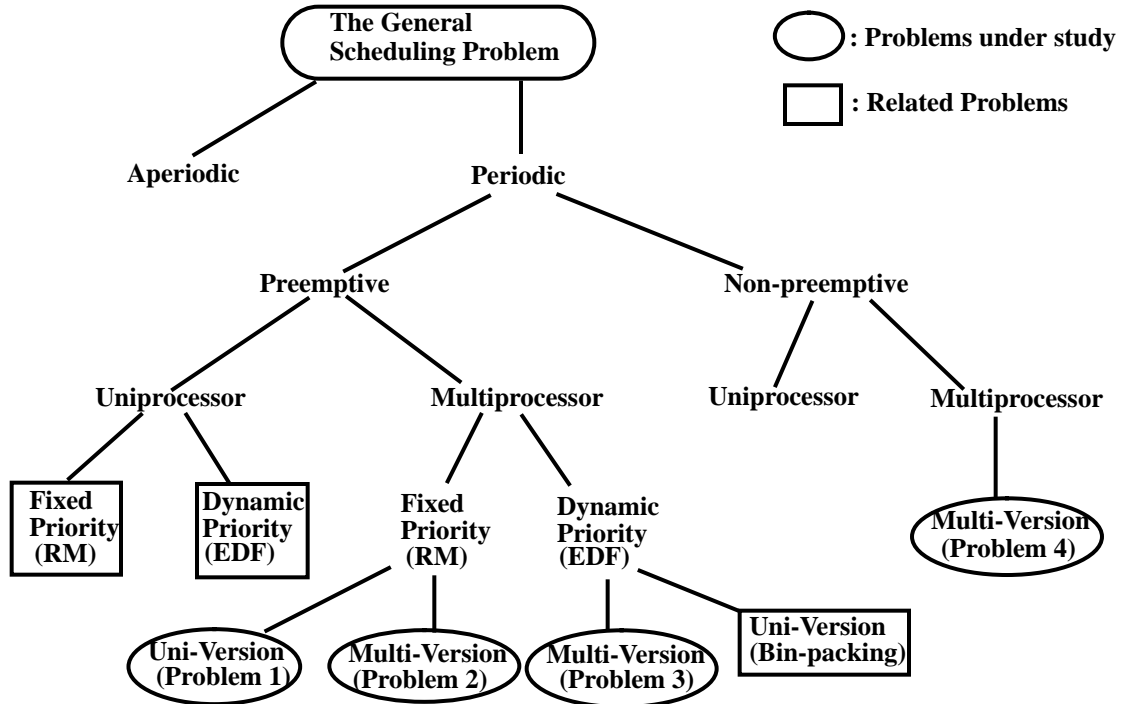 The General
Scheduling Problem
: Problems under study
: Related Problems
Aperiodic
Periodic
Preemptive
Non-preemptive
Uniprocessor
Multiprocessor
Uniprocessor
Multiprocessor
Fixed
Priority
(RM)
Dynamic
Priority
(EDF)
Fixed
Priority
(RM)
Dynamic
Priority
(EDF)
Multi-Version
(Problem 4)
Uni-Version
(Problem 1)
Multi-Version
(Problem 2)
Multi-Version
(Problem 3)
Uni-Version
(Bin-packing)